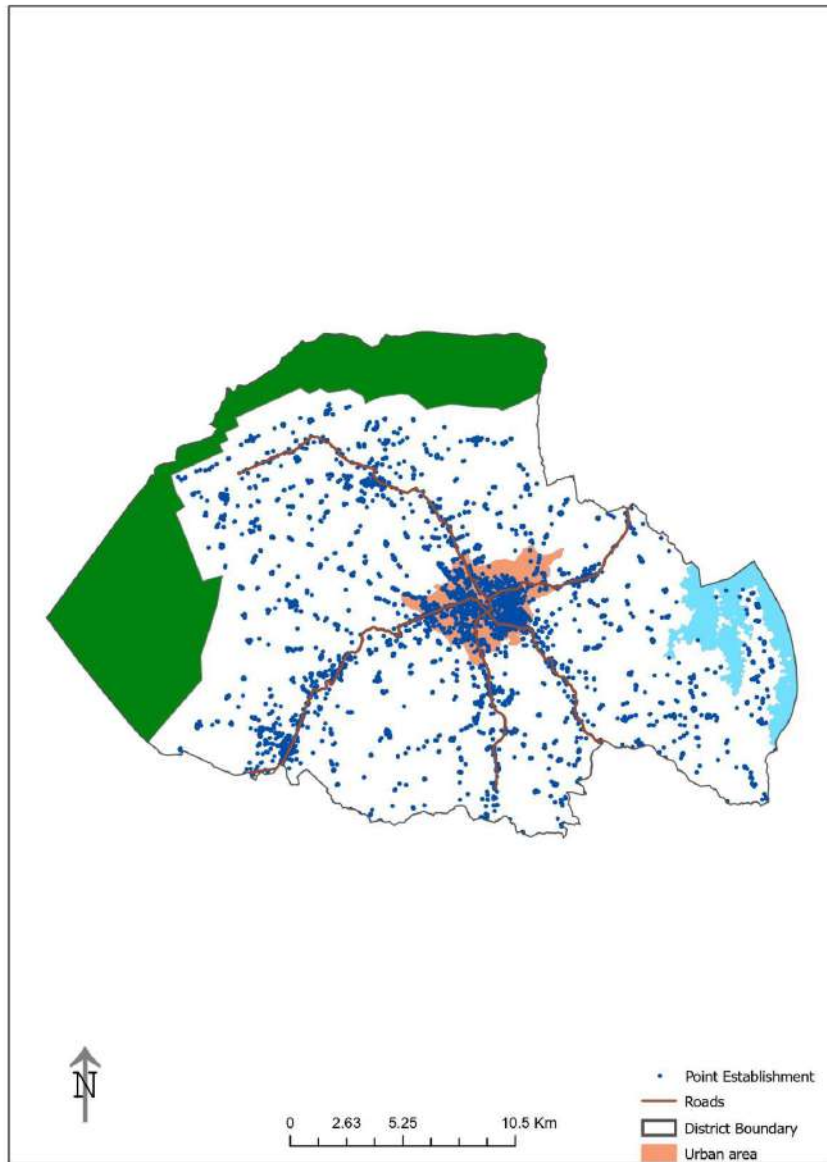 N
0 2.63 5.25 10.5 Km
Point Establishment
Roads
District Boundary
Urban area